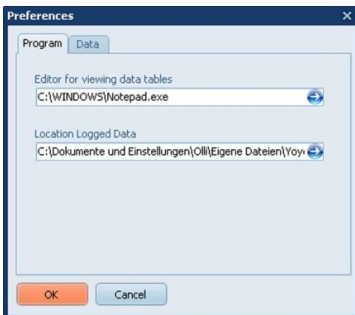 Preferences
Program Data
Editor for viewing data tables
C:\WINDOWS\Notepad.exe
Location Logged Data
C:\Dokumente und Einstellungen\Olli\Eigene Dateien\Yoy
OK Cancel